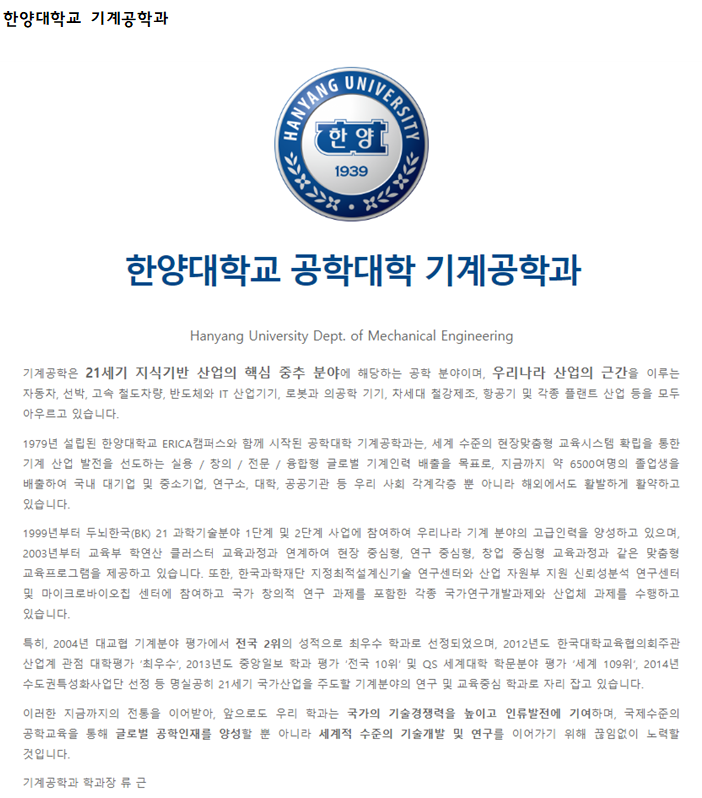 한양대학교 기계공학과
HANYANG UNIVERSITY
한양
1939
한양대학교 공학대학 기계공학과
Hanyang University Dept. of Mechanical Engineering
기계공학은 21세기 지식기반 산업의 핵심 중추 분야에 해당하는 공학 분야이며, 우리나라 산업의 근간을 이루는
자동차, 선박, 고속 철도차량, 반도체와 IT 산업기기, 로봇과 의공학 기기, 차세대 철강제조, 항공기 및 각종 플랜트 산업 등을 모두
아우르고 있습니다.
1979년 설립된 한양대학교 ERICA캠퍼스와 함께 시작된 공학대학 기계공학과는, 세계 수준의 현장맞춤형 교육시스템 확립을 통한
기계 산업 발전을 선도하는 실용 / 창의 / 전문 / 융합형 글로벌 기계인력 배출을 목표로, 지금까지 약 6500여명의 졸업생을
배출하여 국내 대기업 및 중소기업, 연구소, 대학, 공공기관 등 우리 사회 각계각층 뿐 아니라 해외에서도 활발하게 활약하고
있습니다.
1999년부터 두뇌한국(BK) 21 과학기술분야 1단계 및 2단계 사업에 참여하여 우리나라 기계 분야의 고급인력을 양성하고 있으며,
2003년부터 교육부 학연산 클러스터 교육과정과 연계하여 현장 중심형, 연구 중심형, 창업 중심형 교육과정과 같은 맞춤형
교육프로그램을 제공하고 있습니다. 또한, 한국과학재단 지정최적설계신기술 연구센터와 산업 자원부 지원 신뢰성분석 연구센터
및 마이크로바이오칩 센터에 참여하고 국가 창의적 연구 과제를 포함한 각종 국가연구개발과제와 산업체 과제를 수행하고
있습니다.
특히, 2004년 대교협 기계분야 평가에서 전국 2위의 성적으로 최우수 학과로 선정되었으며, 2012년도 한국대학교육협의회주관
산업계 관점 대학평가 '최우수', 2013년도 중앙일보 학과 평가 '전국 10위' 및 QS 세계대학 학문분야 평가 '세계 109위', 2014년
수도권특성화사업단 선정 등 명실공히 21세기 국가산업을 주도할 기계분야의 연구 및 교육중심 학과로 자리 잡고 있습니다.
이러한 지금까지의 전통을 이어받아, 앞으로도 우리 학과는 국가의 기술경쟁력을 높이고 인류발전에 기여하며, 국제수준의
공학교육을 통해 글로벌 공학인재를 양성할 뿐 아니라 세계적 수준의 기술개발 및 연구를 이어가기 위해 끊임없이 노력할
것입니다.
기계공학과 학과장 류 근